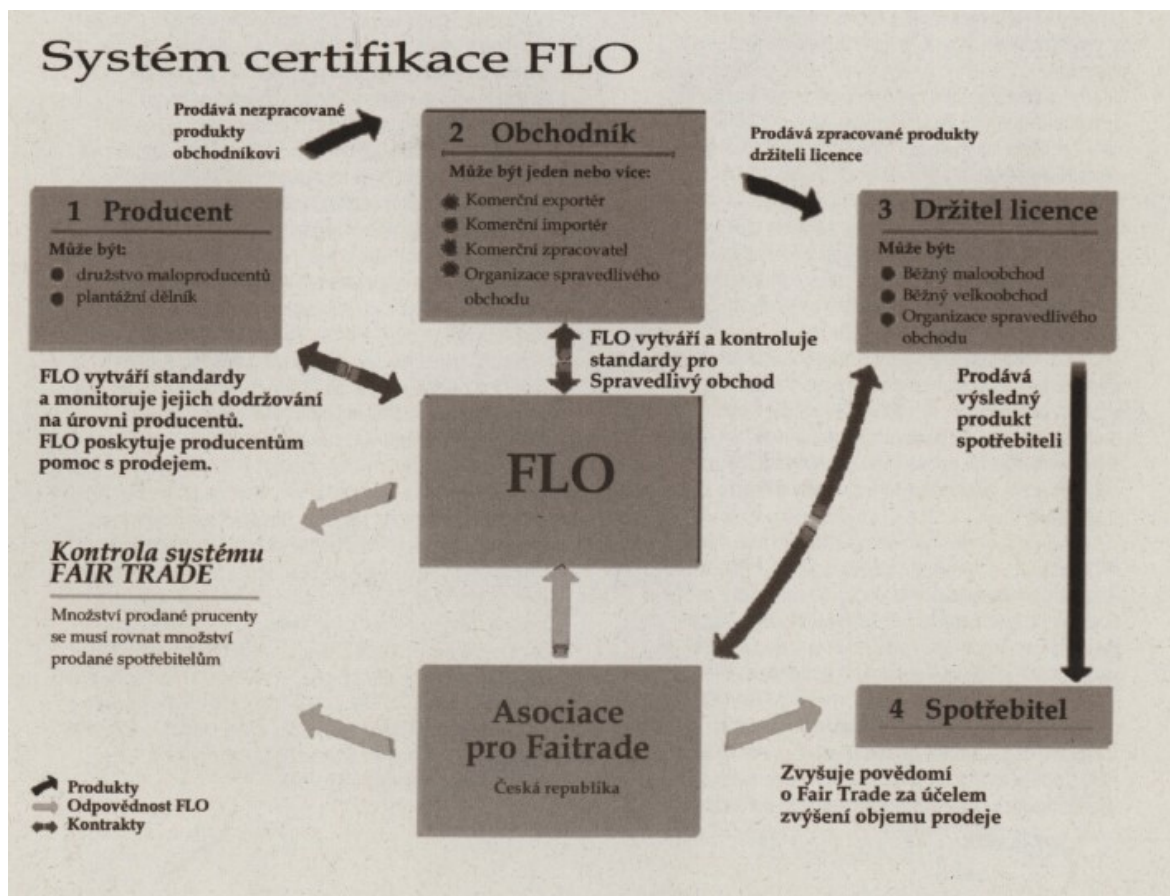 Systém certifikace FLO
Prodává nezpracované
produkty
obchodníkovi
2 Obchodník
Může být jeden nebo více:
Komerční exportér
Komerční importér
Komerční zpracovatel
Organizace spravedlivého
obchodu
Prodává zpracované produkty
držiteli licence
1 Producent
Může být:
družstvo maloproducentů
plantážní dělník
3 Držitel licence
Může být:
Běžný maloobchod
Běžný velkoobchod
Organizace spravedlivého
obchodu
FLO vytváří standardy
a monitoruje jejich dodržování
na úrovni producentů.
FLO poskytuje producentům
pomoc s prodejem.
FLO vytváří a kontroluje
standardy pro
Spravedlivý obchod
Prodává
výsledný
produkt
spotřebiteli
FLO
Kontrola systému
FAIR TRADE
Množství prodané prucenty
se musí rovnat množství
prodané spotřebitelům
Asociace
pro Faitrade
Česká republika
4 Spotřebitel
Zvyšuje povědomí
o Fair Trade za účelem
zvýšení objemu prodeje
Produkty
Odpovědnost FLO
Kontrakty